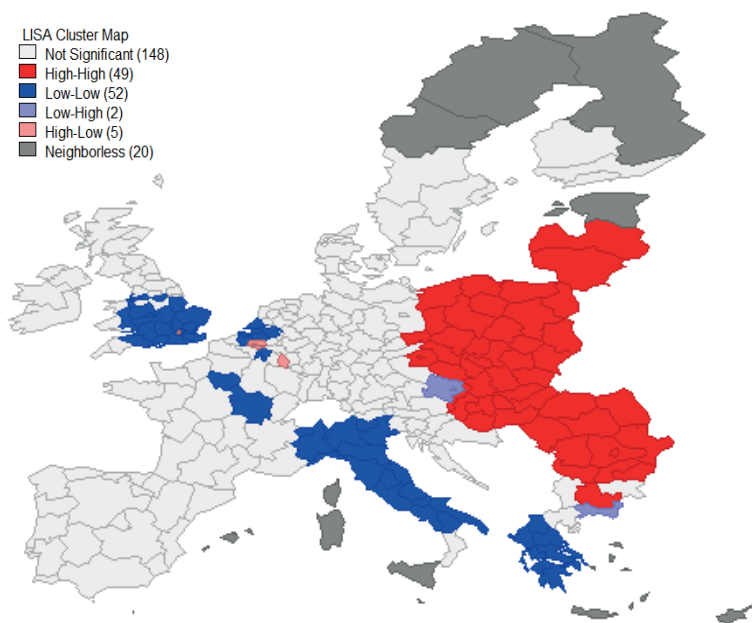 LISA Cluster Map
Not Significant (148)
High-High (49)
Low-Low (52)
Low-High (2)
High-Low (5)
Neighborless (20)